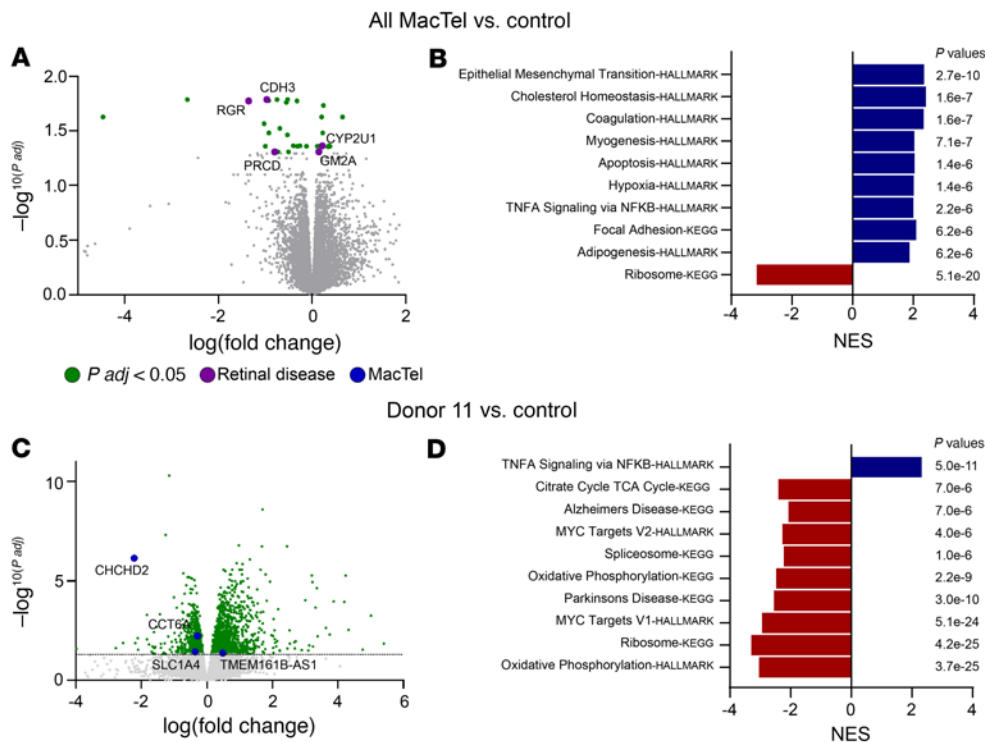 All MacTel vs. control
A
2.0
1.5
1.0
0.5
0.0
-4
-2
0
2
–log10(P adj)
log(fold change)
CDH3
RGR
CYP2U1
PRCD
GM2A
B
P values
Epithelial Mesenchymal Transition-HALLMARK 2.7e-10
Cholesterol Homeostasis-HALLMARK 1.6e-7
Coagulation-HALLMARK 1.6e-7
Myogenesis-HALLMARK 7.1e-7
Apoptosis-HALLMARK 1.4e-6
Hypoxia-HALLMARK 1.4e-6
TNFA Signaling via NFKB-HALLMARK 2.2e-6
Focal Adhesion-KEGG 6.2e-6
Adipogenesis-HALLMARK 6.2e-6
Ribosome-KEGG 5.1e-20
-4 -2 0 2 4
NES
P adj < 0.05 Retinal disease MacTel
Donor 11 vs. control
C
10
5
0
-4 -2 0 2 4 6
–log10(P adj)
log(fold change)
CHCHD2
CCT6A
SLC1A4
TMEM161B-AS1
D
P values
TNFA Signaling via NFKB-HALLMARK 5.0e-11
Citrate Cycle TCA Cycle-KEGG 7.0e-6
Alzheimers Disease-KEGG 7.0e-6
MYC Targets V2-HALLMARK 4.0e-6
Spliceosome-KEGG 1.0e-6
Oxidative Phosphorylation-KEGG 2.2e-9
Parkinsons Disease-KEGG 3.0e-10
MYC Targets V1-HALLMARK 5.1e-24
Ribosome-KEGG 4.2e-25
Oxidative Phosphorylation-HALLMARK 3.7e-25
-4 -2 0 2 4
NES